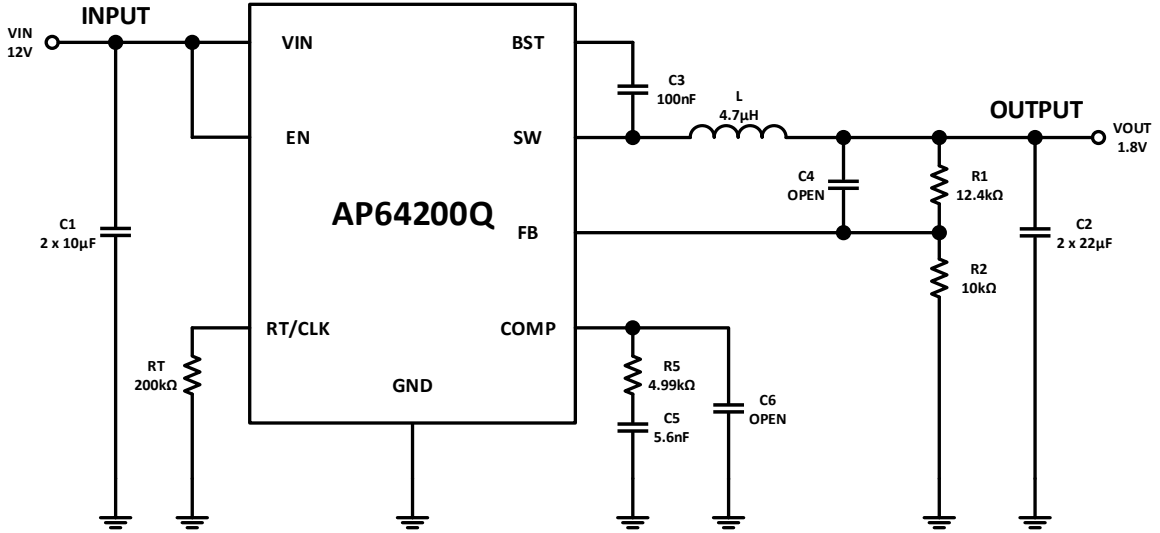 INPUT
VIN
12V
VIN
BST
C3
100nF
L
4.7µH
OUTPUT
VOUT
1.8V
EN
SW
C4
OPEN
R1
12.4kΩ
AP64200Q
C1
2 x 10µF
FB
C2
2 x 22µF
R2
10kΩ
RT/CLK
COMP
RT
200kΩ
GND
R5
4.99kΩ
C6
OPEN
C5
5.6nF